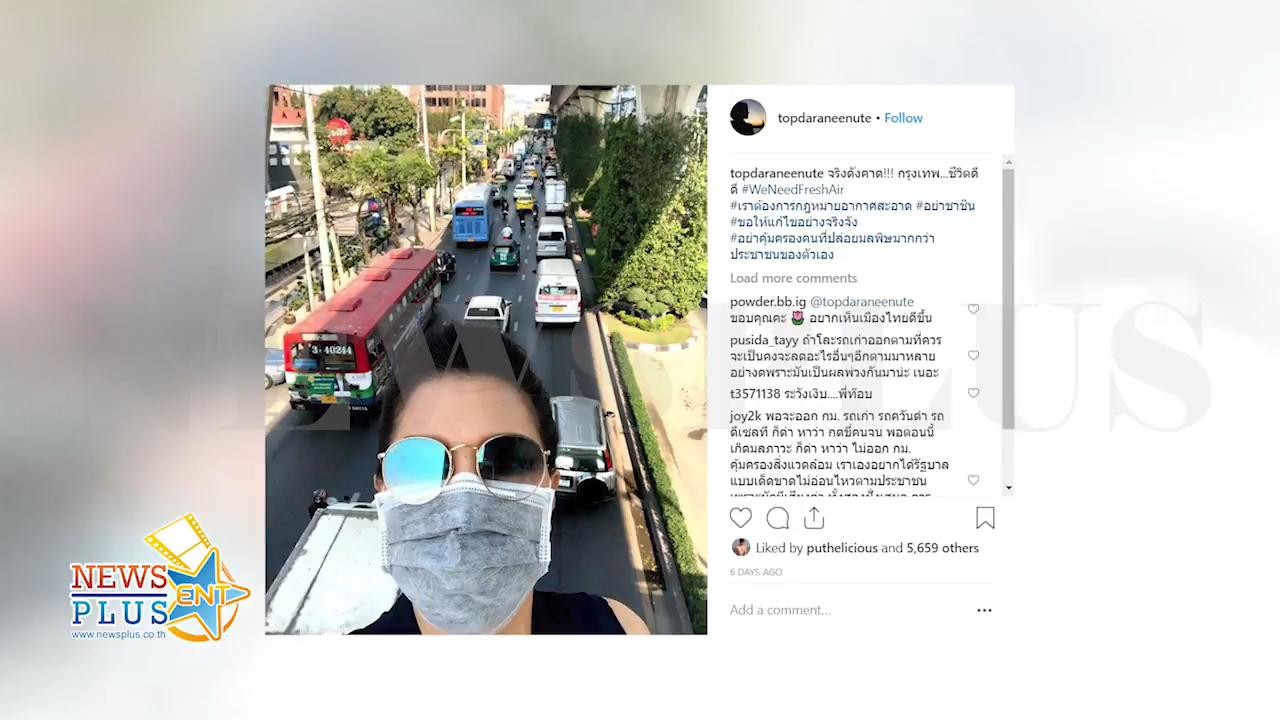 topdaraneenute • Follow
topdaraneenute จริงดังคาด!!! กรุงเทพ...ชีวิตดี
ดี #WeNeedFreshAir
#เราต้องการกฎหมายอากาศสะอาด #อย่าชาชิน
#ขอให้แก้ไขอย่างจริงจัง
#อย่าคุ้มครองคนที่ปล่อยมลพิษมากกว่า
ประชาชนของตัวเอง
Load more comments
powder.bb.ig @topdaraneenute
ขอบคุณคะ 🌷 อยากเห็นเมืองไทยดีขึ้น
pusida_tayy ถ้าโละรถเก่าออกตามที่ควร
จะเป็นคงจะลดอะไรอื่นๆอีกตามมาหลาย
อย่างดพราะมันเป็นผลพ่วงกันมาน่ะ เนอะ
t3571138 ระวังเงิบ....พี่ท๊อบ
joy2k พอจะออก กม. รถเก่า รถควันดำ รถ
ดีเซลที ก็ด่า หาว่า กดขี่คนจน พอตอนนี้
เกิดมลภาวะ ก็ด่า หาว่า ไม่ออก กม.
คุ้มครองสิ่งแวดล้อม เราเองอยากได้รัฐบาล
แบบเด็ดขาดไม่อ่อนไหวตามประชาชน
Liked by puthelicious and 5,659 others
6 DAYS AGO
Add a comment...
3-40244
NEWS PLUS
NEWS
PLUS
ENT
www.newsplus.co.th